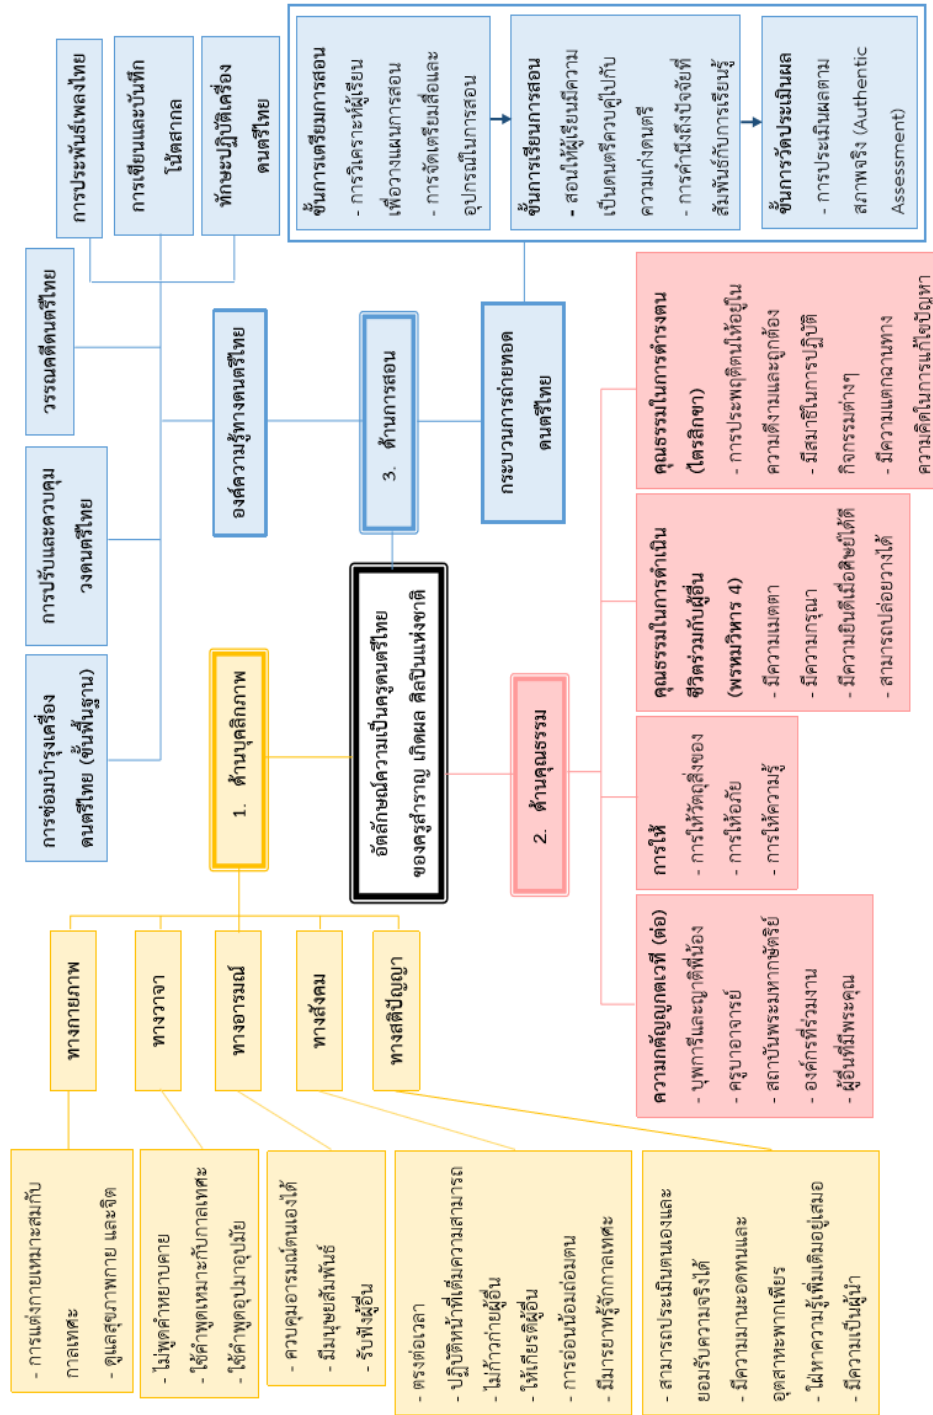 อัตลักษณ์ความเป็นครูดนตรีไทย
ของครูสำราญ เกิดผล ศิลปินแห่งชาติ
1. ด้านบุคลิกภาพ
ทางกายภาพ
- การแต่งกายเหมาะสมกับ
กาลเทศะ
- ดูแลสุขภาพกาย และจิต
ทางวาจา
- ไม่พูดคำหยาบคาย
- ใช้คำพูดเหมาะกับกาลเทศะ
- ใช้คำพูดอุปมาอุปมัย
ทางอารมณ์
- ควบคุมอารมณ์ตนเองได้
- มีมนุษยสัมพันธ์
- รับฟังผู้อื่น
ทางสังคม
- ตรงต่อเวลา
- ปฏิบัติหน้าที่เต็มความสามารถ
- ไม่ก้าวก่ายผู้อื่น
- ให้เกียรติผู้อื่น
- การอ่อนน้อมถ่อมตน
- มีมารยาทรู้จักกาลเทศะ
ทางสติปัญญา
- สามารถประเมินตนเองและ
ยอมรับความจริงได้
- มีความมานะอดทนและ
อุตสาหะพากเพียร
- ใฝ่หาความรู้เพิ่มเติมอยู่เสมอ
- มีความเป็นผู้นำ
2. ด้านคุณธรรม
ความกตัญญูกตเวที (ต่อ)
- บุพการีและญาติพี่น้อง
- ครูบาอาจารย์
- สถาบันพระมหากษัตริย์
- องค์กรที่ร่วมงาน
- ผู้อื่นที่มีพระคุณ
การให้
- การให้วัตถุสิ่งของ
- การให้อภัย
- การให้ความรู้
คุณธรรมในการดำเนิน
ชีวิตร่วมกับผู้อื่น
(พรหมวิหาร 4)
- มีความเมตตา
- มีความกรุณา
- มีความยินดีเมื่อศิษย์ได้ดี
- สามารถปล่อยวางได้
คุณธรรมในการดำรงตน
(ไตรสิกขา)
- การประพฤติตนให้อยู่ใน
ความดีงามและถูกต้อง
- มีสมาธิในการปฏิบัติ
กิจกรรมต่างๆ
- มีความแตกฉานทาง
ความคิดในการแก้ไขปัญหา
3. ด้านการสอน
องค์ความรู้ทางดนตรีไทย
การซ่อมบำรุงเครื่อง
ดนตรีไทย (ขั้นพื้นฐาน)
การปรับและควบคุม
วงดนตรีไทย
วรรณคดีดนตรีไทย
การประพันธ์เพลงไทย
การเขียนและบันทึก
โน้ตสากล
ทักษะปฏิบัติเครื่อง
ดนตรีไทย
กระบวนการถ่ายทอด
ดนตรีไทย
ขั้นการเตรียมการสอน
- การวิเคราะห์ผู้เรียน
เพื่อวางแผนการสอน
- การจัดเตรียมสื่อและ
อุปกรณ์ในการสอน
ขั้นการเรียนการสอน
- สอนให้ผู้เรียนมีความ
เป็นดนตรีควบคู่ไปกับ
ความเก่งดนตรี
- การคำนึงถึงปัจจัยที่
สัมพันธ์กับการเรียนรู้
ขั้นการวัดประเมินผล
- การประเมินผลตาม
สภาพจริง (Authentic
Assessment)